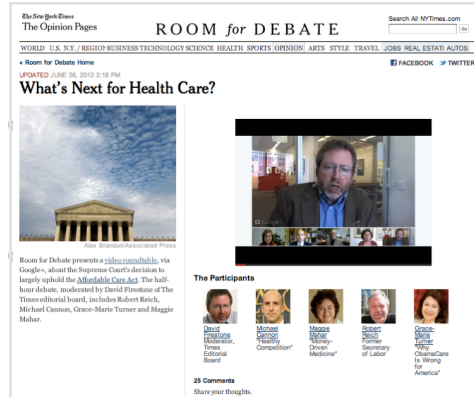 The New York Times
The Opinion Pages
ROOM for DEBATE
Search All NYTimes.com
Go
WORLD U.S. N.Y. / REGION BUSINESS TECHNOLOGY SCIENCE HEALTH SPORTS OPINION ARTS STYLE TRAVEL JOBS REAL ESTATI AUTOS
Room for Debate Home
FACEBOOK TWITTER
UPDATED JUNE 28, 2012 2:16 PM
What's Next for Health Care?
Alex Brandon/Associated Press
Room for Debate presents a video roundtable, via
Google+, about the Supreme Court's decision to
largely uphold the Affordable Care Act. The half-
hour debate, moderated by David Firestone of The
Times editorial board, includes Robert Reich,
Michael Cannon, Grace-Marie Turner and Maggie
Mahar.
The Participants
David
Firestone
Moderator,
Times
Editorial
Board
Michael
Cannon
"Healthy
Competition"
Maggie
Mahar
"Money-
Driven
Medicine"
Robert
Reich
Former
Secretary
of Labor
Grace-
Marie
Turner
"Why
ObamaCare
Is Wrong
for
America"
25 Comments
Share your thoughts.